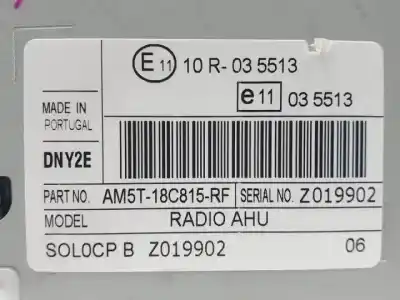 E11 10 R- 03 5513
e11 03 5513
MADE IN
PORTUGAL
DNY2E
PART NO. AM5T-18C815-RF SERIAL NO. Z019902
MODEL RADIO AHU
SOL0CP B Z019902 06